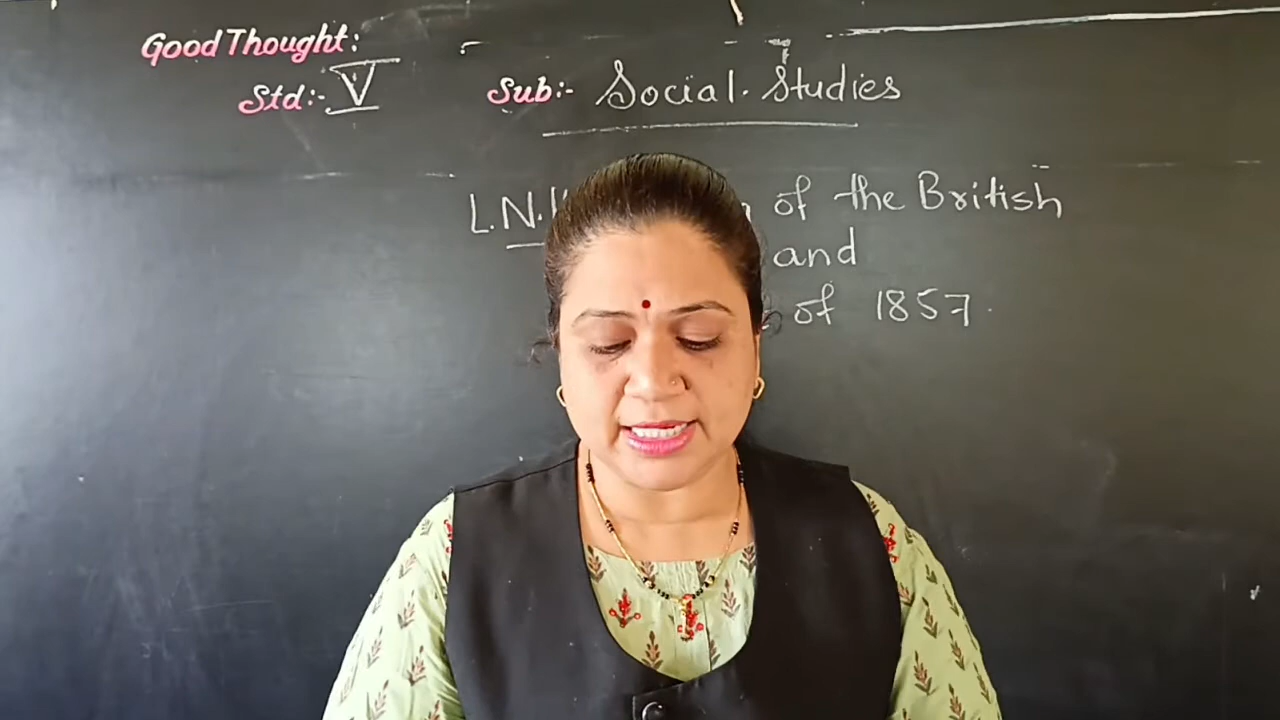 Good Thought:
Std:- V Sub:- Social. Studies
L.N. of the British
and
of 1857.